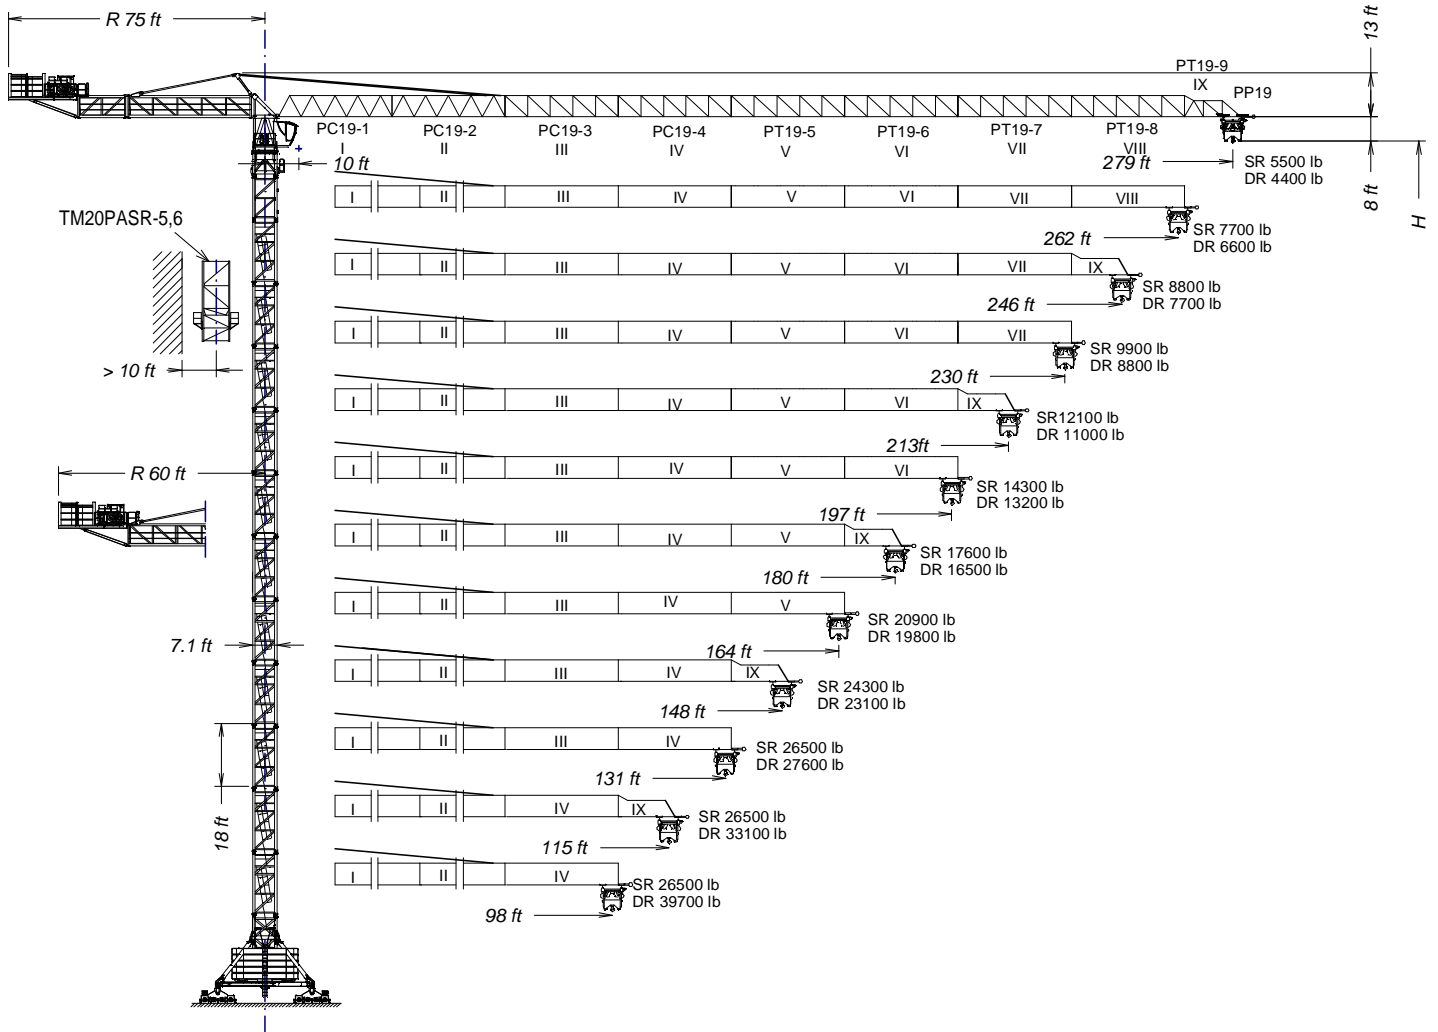 R 75 ft
13 ft
PT19-9
IX
PP19
PC19-1
PC19-2
PC19-3
PC19-4
PT19-5
PT19-6
PT19-7
PT19-8
I
II
III
IV
V
VI
VII
VIII
10 ft
279 ft
SR 5500 lb
DR 4400 lb
8 ft
H
TM20PASR-5,6
I
II
III
IV
V
VI
VII
VIII
262 ft
SR 7700 lb
DR 6600 lb
I
II
III
IV
V
VI
VII
IX
246 ft
SR 8800 lb
DR 7700 lb
> 10 ft
I
II
III
IV
V
VI
VII
230 ft
SR 9900 lb
DR 8800 lb
I
II
III
IV
V
VI
IX
213ft
SR12100 lb
DR 11000 lb
R 60 ft
I
II
III
IV
V
VI
197 ft
SR 14300 lb
DR 13200 lb
I
II
III
IV
V
IX
180 ft
SR 17600 lb
DR 16500 lb
I
II
III
IV
V
164 ft
SR 20900 lb
DR 19800 lb
7.1 ft
I
II
III
IV
IX
148 ft
SR 24300 lb
DR 23100 lb
I
II
III
IV
131 ft
SR 26500 lb
DR 27600 lb
18 ft
I
II
IV
IX
115 ft
SR 26500 lb
DR 33100 lb
I
II
IV
98 ft
SR 26500 lb
DR 39700 lb